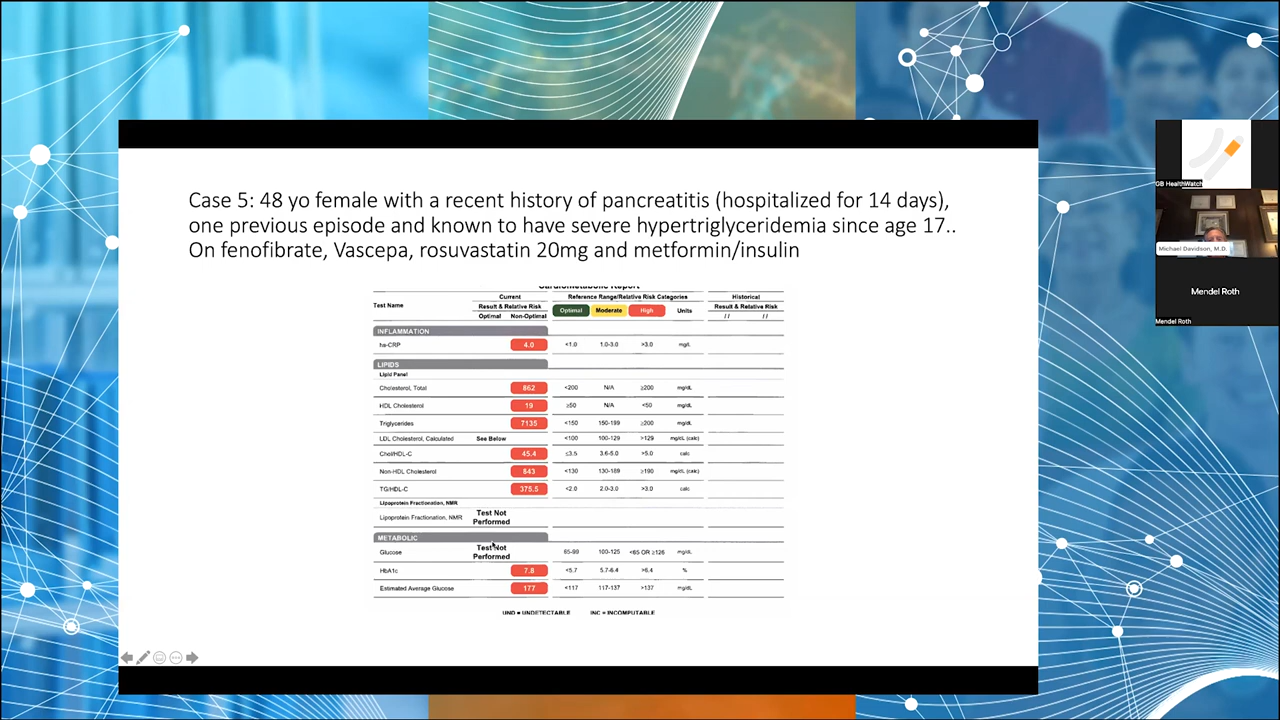 Case 5: 48 yo female with a recent history of pancreatitis (hospitalized for 14 days),
one previous episode and known to have severe hypertriglyceridemia since age 17..
On fenofibrate, Vascepa, rosuvastatin 20mg and metformin/insulin
Cardiometabolic Report
Test Name Current Reference Range/Relative Risk Categories Historical
Result & Relative Risk Result & Relative Risk
Optimal Non-Optimal Optimal Moderate High Units / / / /
INFLAMMATION
hs-CRP 4.0 <1.0 1.0-3.0 >3.0 mg/L
LIPIDS
Lipid Panel
Cholesterol, Total 862 <200 N/A ≥200 mg/dL
HDL Cholesterol 19 ≥50 N/A <50 mg/dL
Triglycerides 7135 <150 150-199 ≥200 mg/dL
LDL Cholesterol, Calculated See Below <100 100-129 >129 mg/dL (calc)
Chol/HDL-C 45.4 ≤3.5 3.6-5.0 >5.0 calc
Non-HDL Cholesterol 843 <130 130-189 ≥190 mg/dL (calc)
TG/HDL-C 375.5 <2.0 2.0-3.0 >3.0 calc
Lipoprotein Fractionation, NMR
Lipoprotein Fractionation, NMR Test Not Performed
METABOLIC
Glucose Test Not Performed 65-99 100-125 <65 OR ≥126 mg/dL
HbA1c 7.8 <5.7 5.7-6.4 >6.4 %
Estimated Average Glucose 177 <117 117-137 >137 mg/dL
UND = UNDETECTABLE INC = INCOMPUTABLE
GB HealthWatch
Michael Davidson, M.D.
Mendel Roth
Mendel Roth